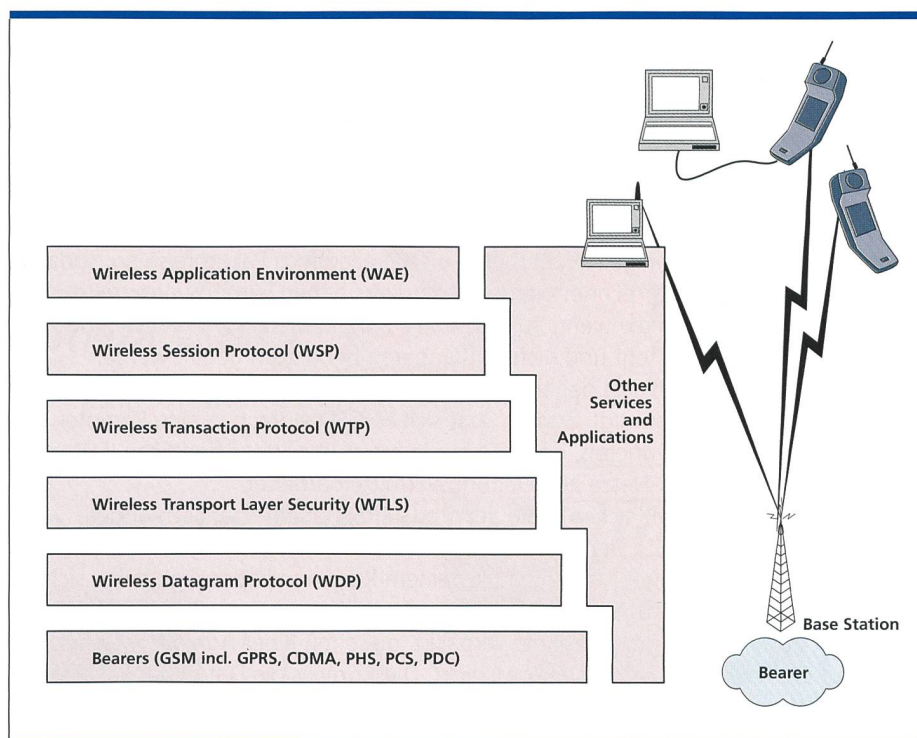 Wireless Application Environment (WAE)
Wireless Session Protocol (WSP)
Wireless Transaction Protocol (WTP)
Wireless Transport Layer Security (WTLS)
Wireless Datagram Protocol (WDP)
Bearers (GSM incl. GPRS, CDMA, PHS, PCS, PDC)
Other
Services
and
Applications
Base Station
Bearer